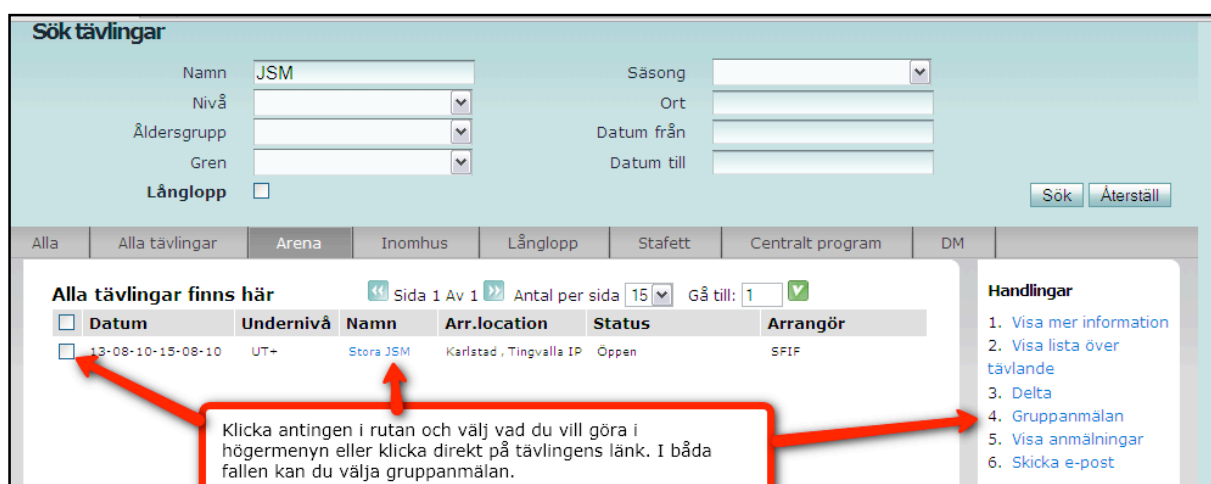 Sök tävlingar
Namn JSM Säsong
Nivå Ort
Åldersgrupp Datum från
Gren Datum till
Långlopp
Sök Återställ
Alla Alla tävlingar Arena Inomhus Långlopp Stafett Centralt program DM
Alla tävlingar finns här Sida 1 Av 1 Antal per sida 15 Gå till: 1
Datum Undernivå Namn Arr.location Status Arrangör
13-08-10-15-08-10 UT+ Stora JSM Karlstad , Tingvalla IP Öppen SFIF
Handlingar
1. Visa mer information
2. Visa lista över
tävlande
3. Delta
4. Gruppanmälan
5. Visa anmälningar
6. Skicka e-post
Klicka antingen i rutan och välj vad du vill göra i
högermenyn eller klicka direkt på tävlingens länk. I båda
fallen kan du välja gruppanmälan.